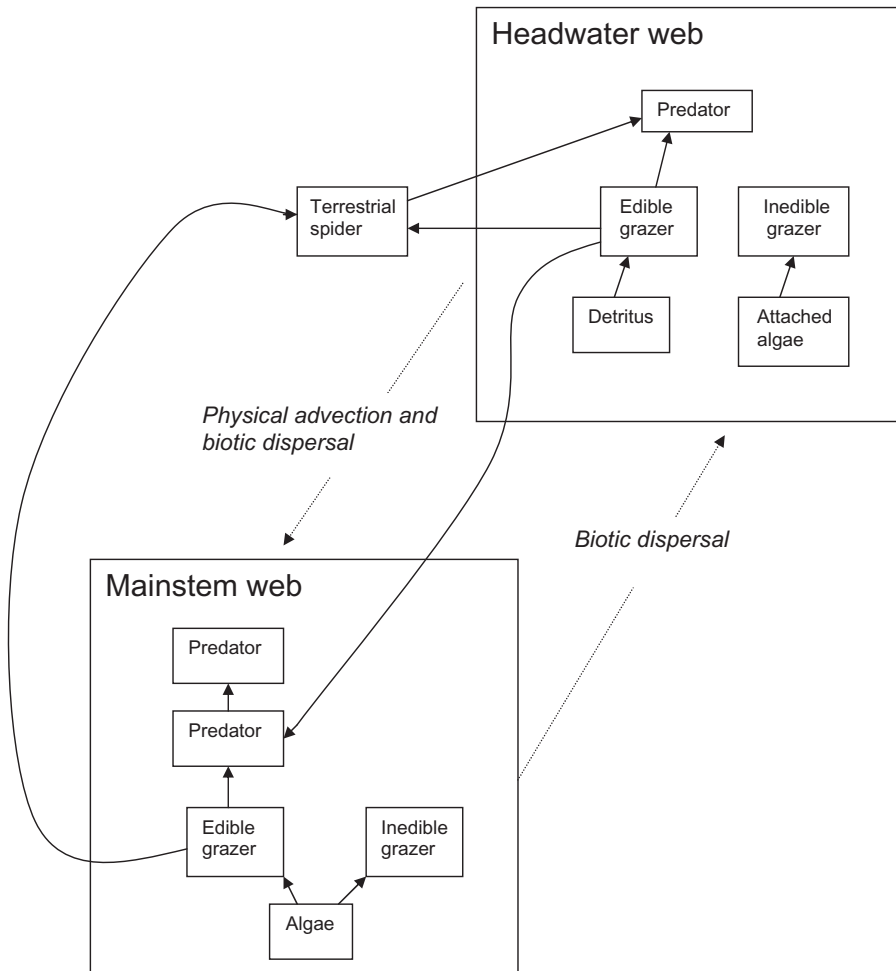 Headwater web
Predator
Terrestrial
spider
Edible
grazer
Inedible
grazer
Detritus
Attached
algae
Physical advection and
biotic dispersal
Biotic dispersal
Mainstem web
Predator
Predator
Edible
grazer
Inedible
grazer
Algae